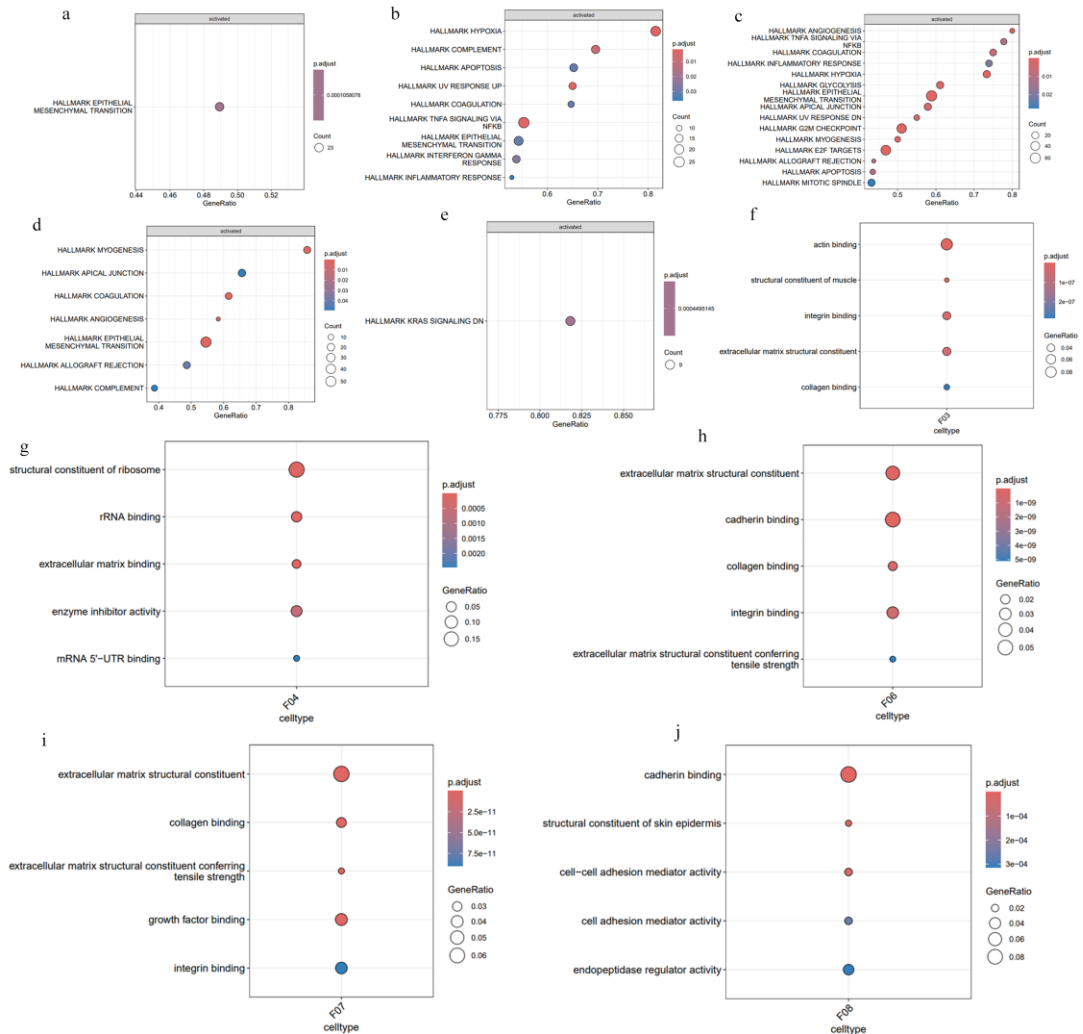 a
activated
HALLMARK EPITHELIAL
MESENCHYMAL TRANSITION
0.44 0.46 0.48 0.50 0.52
GeneRatio
p.adjust
0.0001058078
Count
23
b
activated
HALLMARK HYPOXIA
HALLMARK COMPLEMENT
HALLMARK APOPTOSIS
HALLMARK UV RESPONSE UP
HALLMARK COAGULATION
HALLMARK TNFA SIGNALING VIA
NFKB
HALLMARK EPITHELIAL
MESENCHYMAL TRANSITION
HALLMARK INTERFERON GAMMA
RESPONSE
HALLMARK INFLAMMATORY RESPONSE
0.6 0.7 0.8
GeneRatio
p.adjust
0.01
0.02
0.03
Count
10
15
20
25
c
activated
HALLMARK ANGIOGENESIS
HALLMARK TNFA SIGNALING VIA
NFKB
HALLMARK COAGULATION
HALLMARK INFLAMMATORY RESPONSE
HALLMARK HYPOXIA
HALLMARK GLYCOLYSIS
HALLMARK EPITHELIAL
MESENCHYMAL TRANSITION
HALLMARK APICAL JUNCTION
HALLMARK UV RESPONSE DN
HALLMARK G2M CHECKPOINT
HALLMARK MYOGENESIS
HALLMARK E2F TARGETS
HALLMARK ALLOGRAFT REJECTION
HALLMARK APOPTOSIS
HALLMARK MITOTIC SPINDLE
0.5 0.6 0.7 0.8
GeneRatio
p.adjust
0.01
0.02
Count
20
40
60
d
activated
HALLMARK MYOGENESIS
HALLMARK APICAL JUNCTION
HALLMARK COAGULATION
HALLMARK ANGIOGENESIS
HALLMARK EPITHELIAL
MESENCHYMAL TRANSITION
HALLMARK ALLOGRAFT REJECTION
HALLMARK COMPLEMENT
0.4 0.5 0.6 0.7 0.8
GeneRatio
p.adjust
0.01
0.02
0.03
0.04
Count
10
20
30
40
50
e
activated
HALLMARK KRAS SIGNALING DN
0.775 0.800 0.825 0.850
GeneRatio
p.adjust
0.0004495145
Count
9
f
actin binding
structural constituent of muscle
integrin binding
extracellular matrix structural constituent
collagen binding
F03
celltype
p.adjust
1e−07
2e−07
GeneRatio
0.04
0.06
0.08
g
structural constituent of ribosome
rRNA binding
extracellular matrix binding
enzyme inhibitor activity
mRNA 5'−UTR binding
F04
celltype
p.adjust
0.0005
0.0010
0.0015
0.0020
GeneRatio
0.05
0.10
0.15
h
extracellular matrix structural constituent
cadherin binding
collagen binding
integrin binding
extracellular matrix structural constituent conferring
tensile strength
F06
celltype
p.adjust
1e−09
2e−09
3e−09
4e−09
5e−09
GeneRatio
0.02
0.03
0.04
0.05
i
extracellular matrix structural constituent
collagen binding
extracellular matrix structural constituent conferring
tensile strength
growth factor binding
integrin binding
F07
celltype
p.adjust
2.5e−11
5.0e−11
7.5e−11
GeneRatio
0.03
0.04
0.05
0.06
j
cadherin binding
structural constituent of skin epidermis
cell−cell adhesion mediator activity
cell adhesion mediator activity
endopeptidase regulator activity
F08
celltype
p.adjust
1e−04
2e−04
3e−04
GeneRatio
0.02
0.04
0.06
0.08